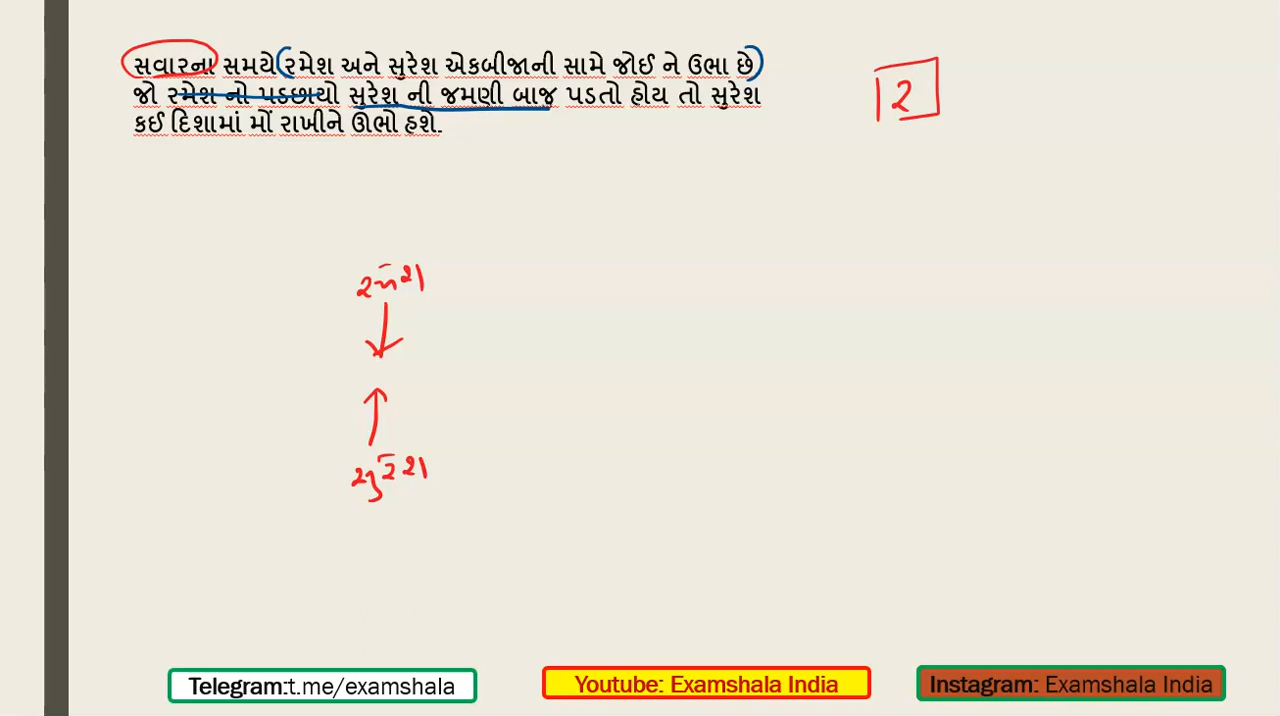 સવારના સમયે રમેશ અને સુરેશ એકબીજાની સામે જોઈ ને ઉભા છે
જો રમેશ નો પડછાયો સુરેશ ની જમણી બાજ પડતો હોય તો સુરેશ
કઈ દિશામાં મોં રાખીને ઊભો હશે.
2
રમેશ
સુરેશ
Telegram:t.me/examshala
Youtube: Examshala India
Instagram: Examshala India